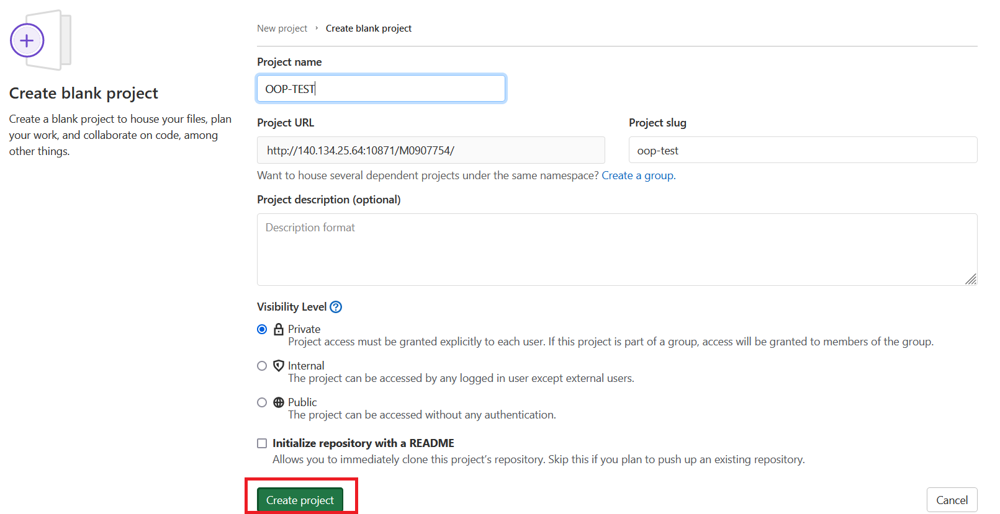 Create blank project
Create a blank project to house your files, plan
your work, and collaborate on code, among
other things.
New project › Create blank project
Project name
OOP-TEST
Project URL
Project slug
http://140.134.25.64:10871/M0907754/
oop-test
Want to house several dependent projects under the same namespace? Create a group.
Project description (optional)
Description format
Visibility Level ?
Private
Project access must be granted explicitly to each user. If this project is part of a group, access will be granted to members of the group.
Internal
The project can be accessed by any logged in user except external users.
Public
The project can be accessed without any authentication.
Initialize repository with a README
Allows you to immediately clone this project's repository. Skip this if you plan to push up an existing repository.
Create project
Cancel